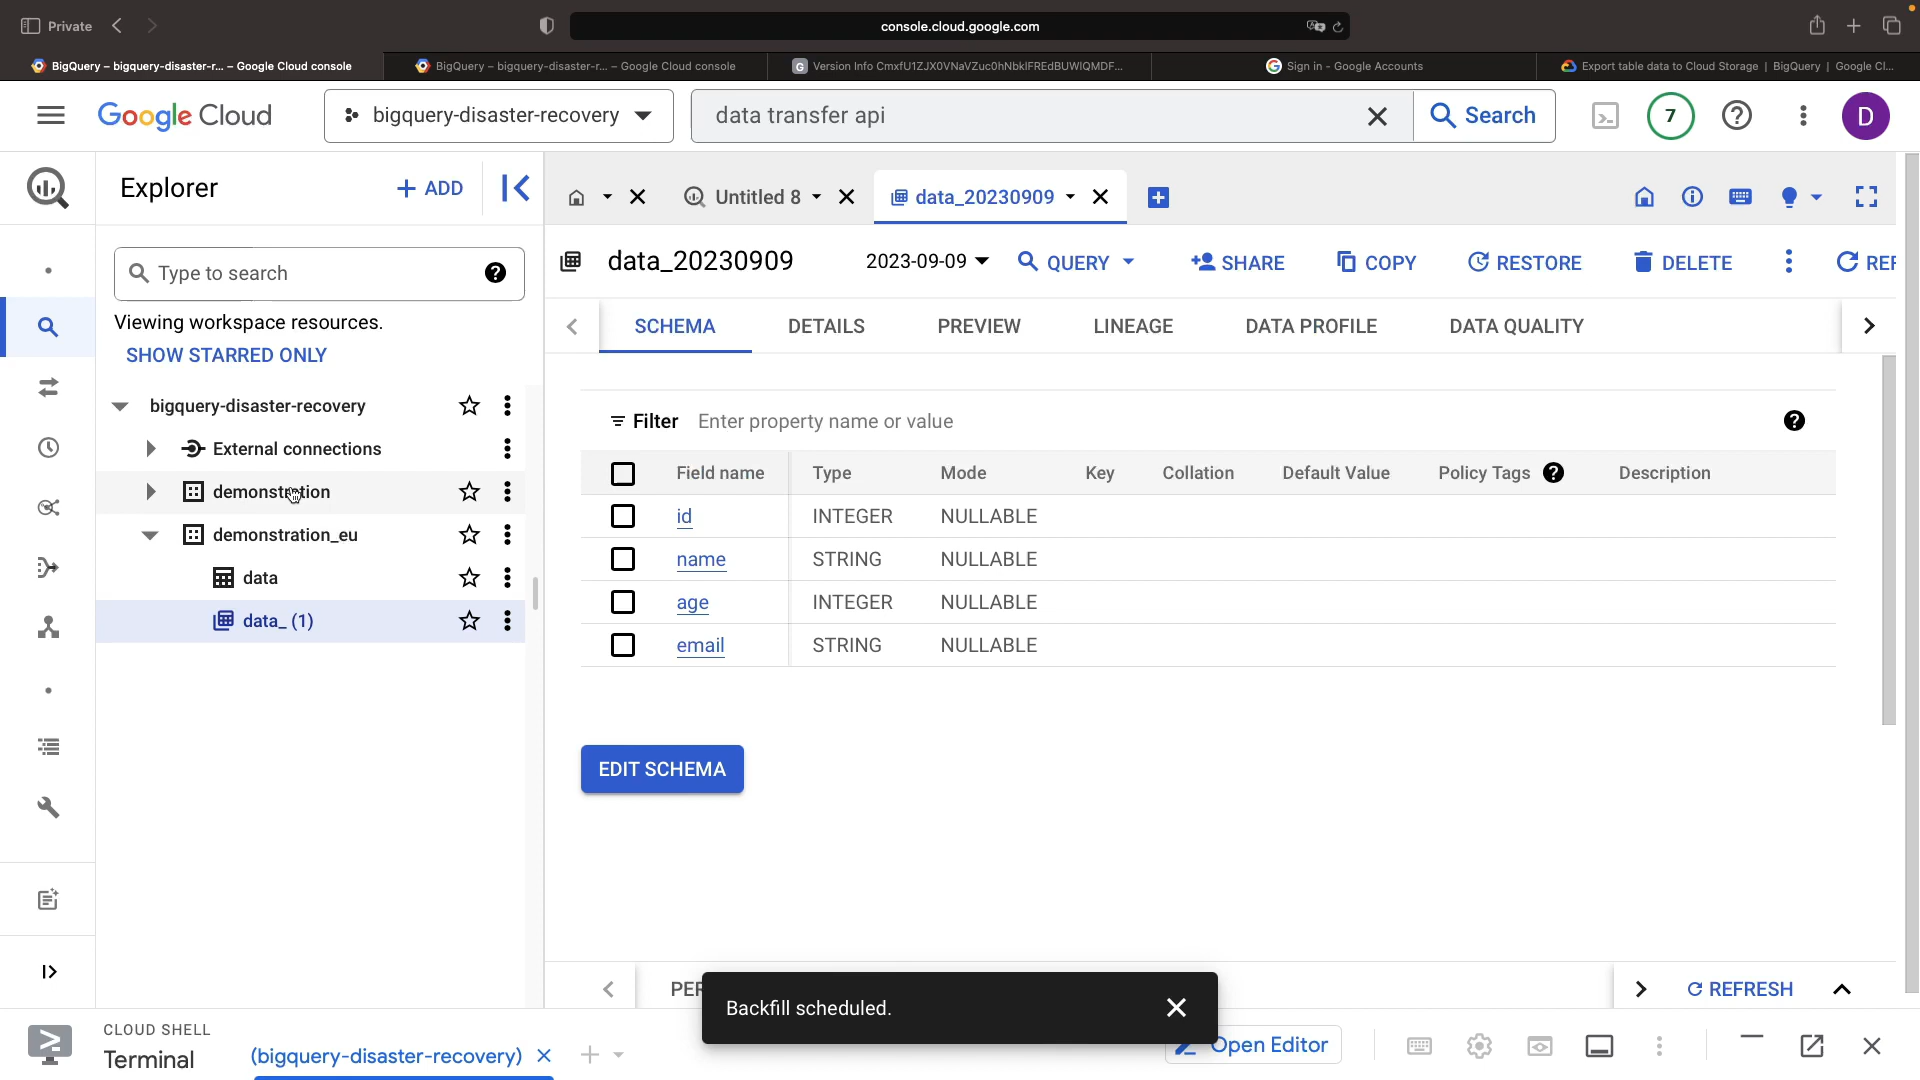 Private
console.cloud.google.com
BigQuery – bigquery-disaster-r... – Google Cloud console
BigQuery – bigquery-disaster-r... – Google Cloud console
Sign in - Google Accounts
Export table data to Cloud Storage | BigQuery | Google Cl...
Google Cloud
bigquery-disaster-recovery
data transfer api
Search
7
D
Explorer
+ ADD
Untitled 8
data_20230909
Type to search
data_20230909
2023-09-09
QUERY
SHARE
COPY
RESTORE
DELETE
REF
Viewing workspace resources.
SHOW STARRED ONLY
SCHEMA
DETAILS
PREVIEW
LINEAGE
DATA PROFILE
DATA QUALITY
bigquery-disaster-recovery
External connections
demonstration
demonstration_eu
data
data_ (1)
Filter Enter property name or value
Field name Type Mode Key Collation Default Value Policy Tags Description
id INTEGER NULLABLE
name STRING NULLABLE
age INTEGER NULLABLE
email STRING NULLABLE
EDIT SCHEMA
PER
Backfill scheduled.
REFRESH
CLOUD SHELL
Terminal
(bigquery-disaster-recovery)
Open Editor